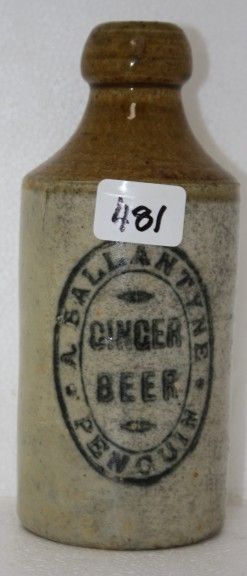 481
A. BALLANTYNE
GINGER
BEER
PENGUIN